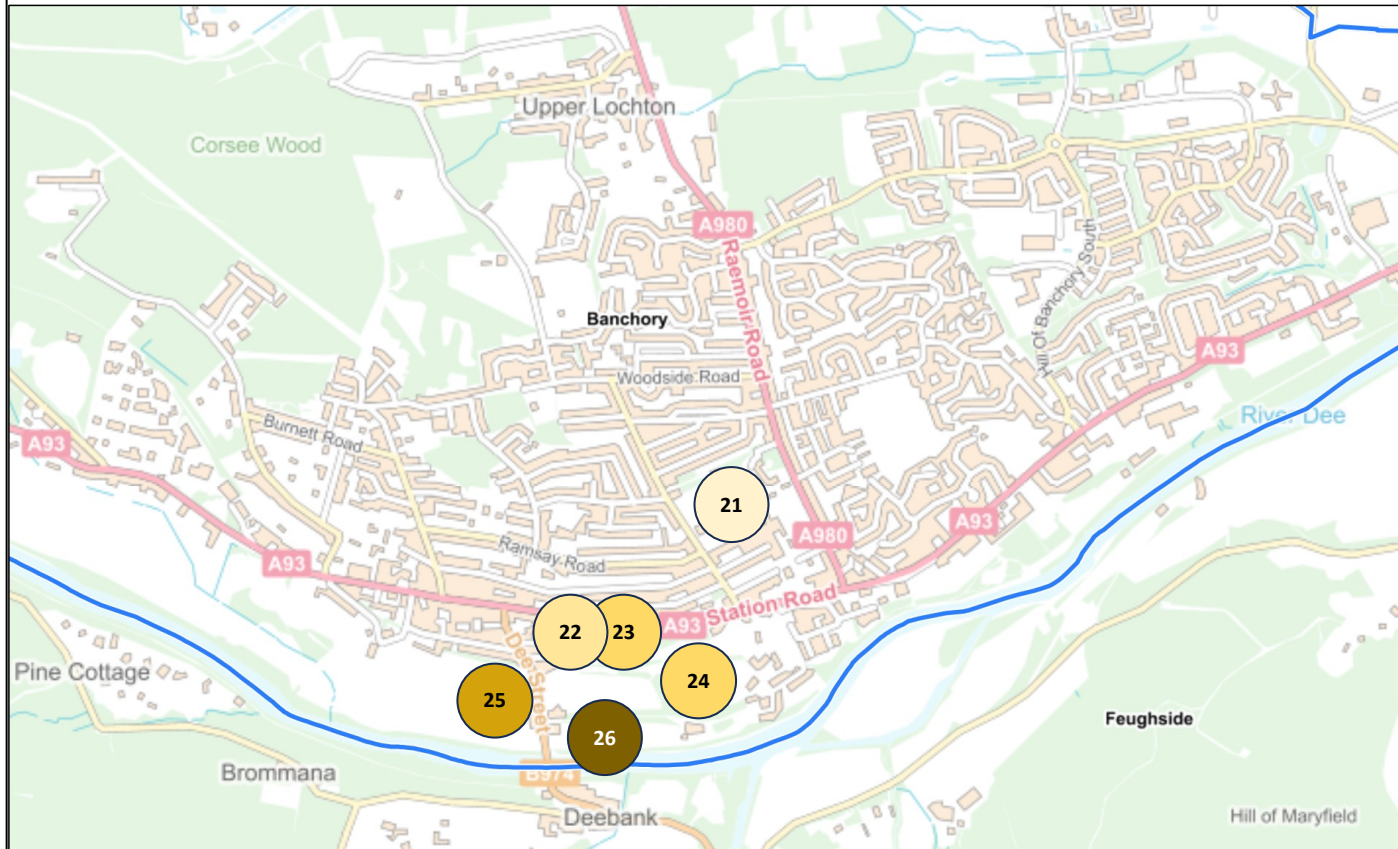 Upper Lochton
Corsee Wood
A980
Raemoir Road
Hill Of Banchory South
Banchory
A93
Woodside Road
River Dee
Burnett Road
A93
21
A93
A980
Ramsay Road
A93
Station Road
22
23
A93
Dee Street
24
Pine Cottage
25
Feughside
26
Brommana
B974
Deebank
Hill of Maryfield